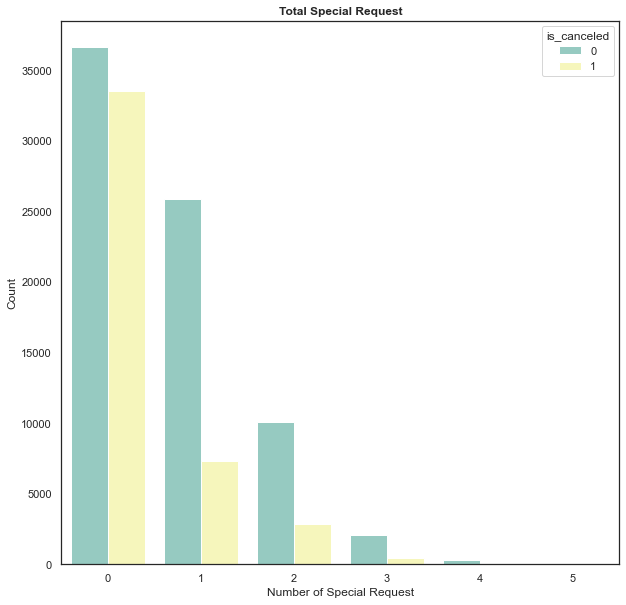 Total Special Request
is_canceled
0
1
Count
35000
30000
25000
20000
15000
10000
5000
0
0 1 2 3 4 5
Number of Special Request